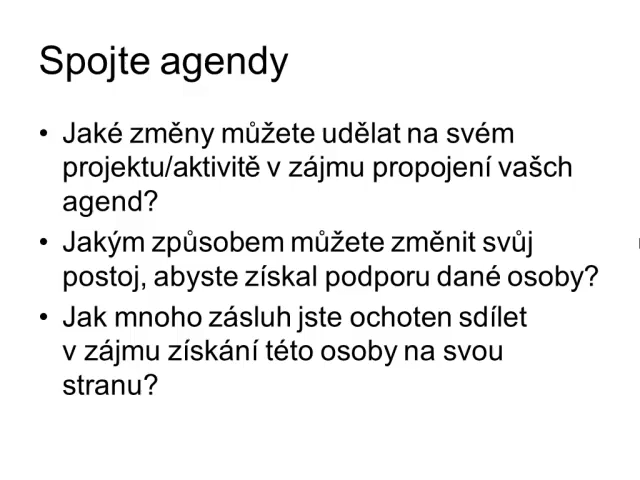 Spojte agendy
• Jaké změny můžete udělat na svém
projektu/aktivitě v zájmu propojení vašch
agend?
• Jakým způsobem můžete změnit svůj
postoj, abyste získal podporu dané osoby?
• Jak mnoho zásluh jste ochoten sdílet
v zájmu získání této osoby na svou
stranu?